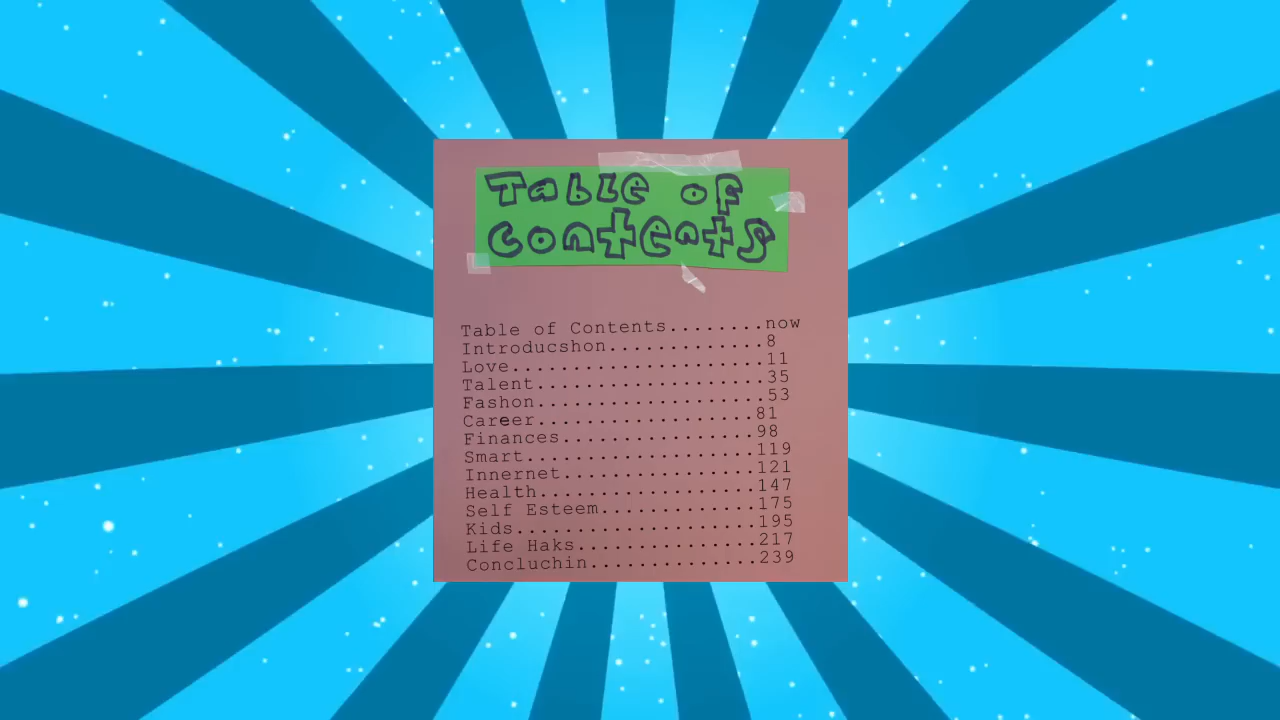 Table of
Contents
Table of Contents........now
Introducshon.............8
Love.....................11
Talent...................35
Fashon...................53
Career..................81
Finances................98
Smart...................119
Innernet................121
Health..................147
Self Esteem.............175
Kids....................195
Life Haks...............217
Concluchin..............239